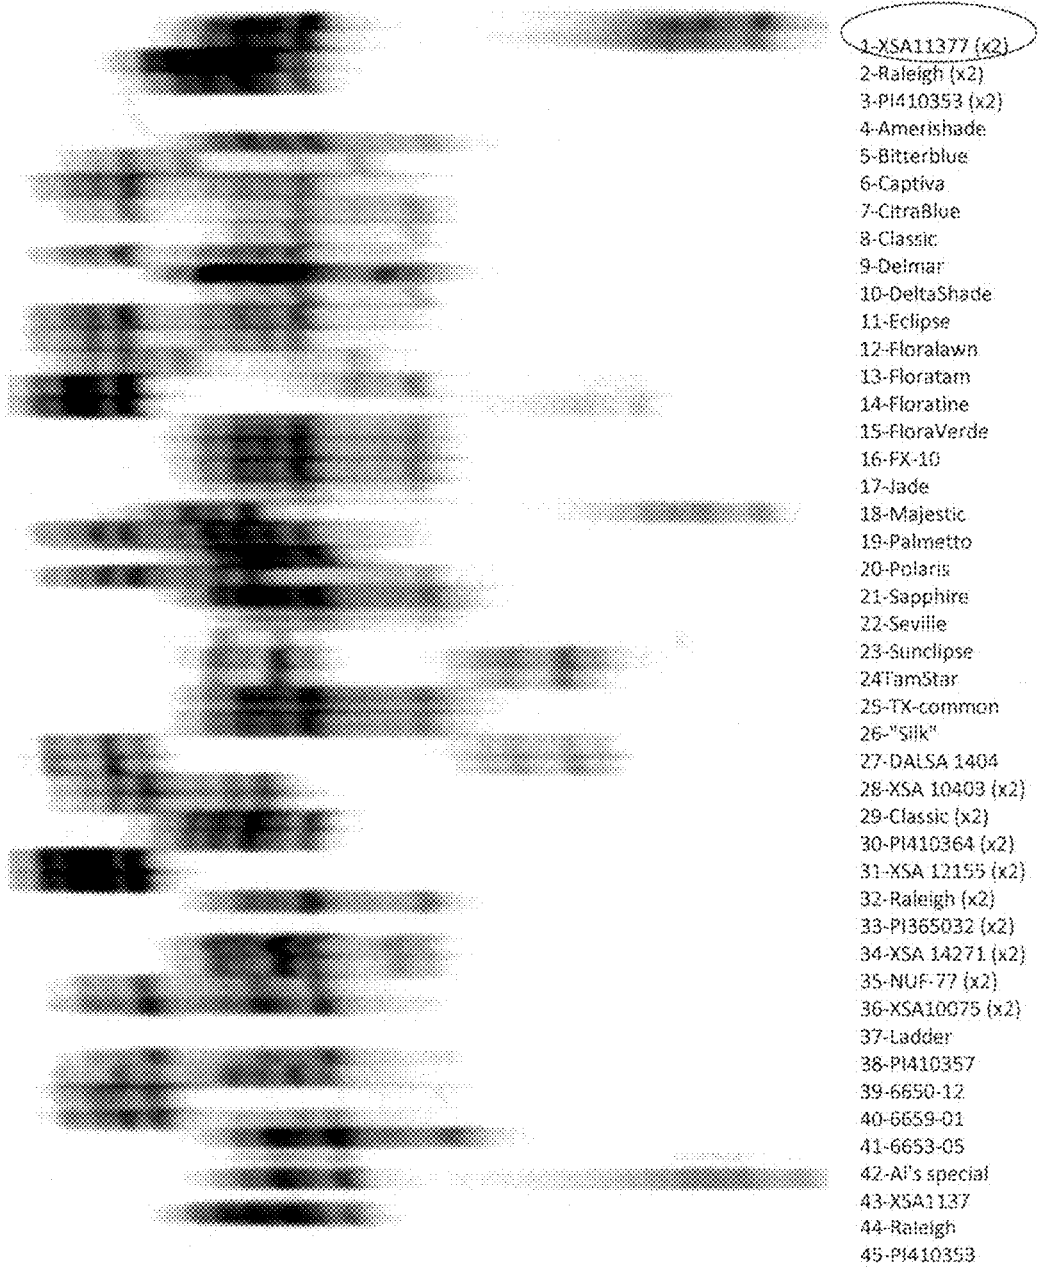 1-XSA11377 (x2)
2-Raleigh (x2)
3-PI410353 (x2)
4-Amerishade
5-Bitterblue
6-Captiva
7-CitraBlue
8-Classic
9-Delmar
10-DeltaShade
11-Eclipse
12-Floralawn
13-Floratam
14-Floratine
15-FloraVerde
16-FX-10
17-Jade
18-Majestic
19-Palmetto
20-Polaris
21-Sapphire
22-Seville
23-Sunclipse
24TamStar
25-TX-common
26-"Silk"
27-DALSA 1404
28-XSA 10403 (x2)
29-Classic (x2)
30-PI410364 (x2)
31-XSA 12155 (x2)
32-Raleigh (x2)
33-PI365032 (x2)
34-XSA 14271 (x2)
35-NUF-77 (x2)
36-XSA10075 (x2)
37-Ladder
38-PI410357
39-6650-12
40-6659-01
41-6653-05
42-Al's special
43-XSA1137
44-Raleigh
45-PI410353